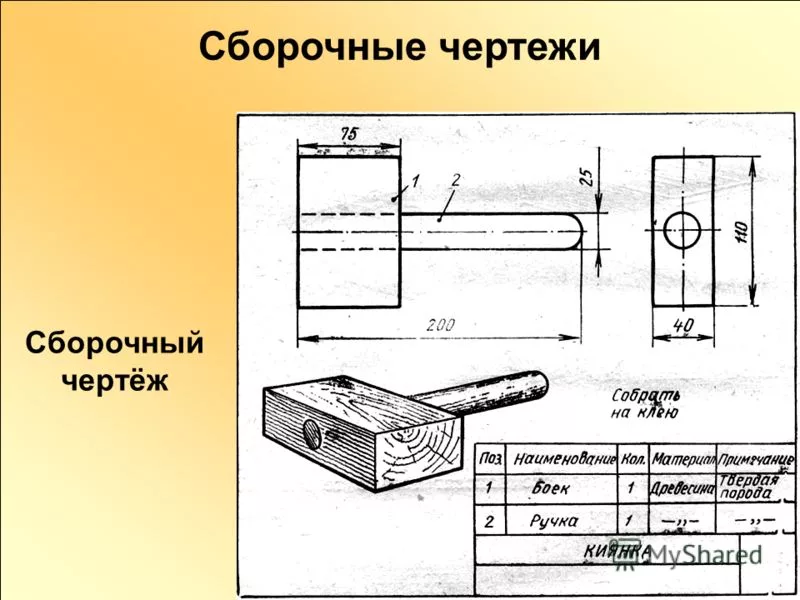 Сборочные чертежи
75
1
2
25
110
200
40
Сборочный
чертёж
Собрать
на клею
Поз. Наименование Кол. Материал Примечание
1 Боек 1 Древесина Твердая
порода
2 Ручка 1 —„— —„—
КИЯНКА
MyShared